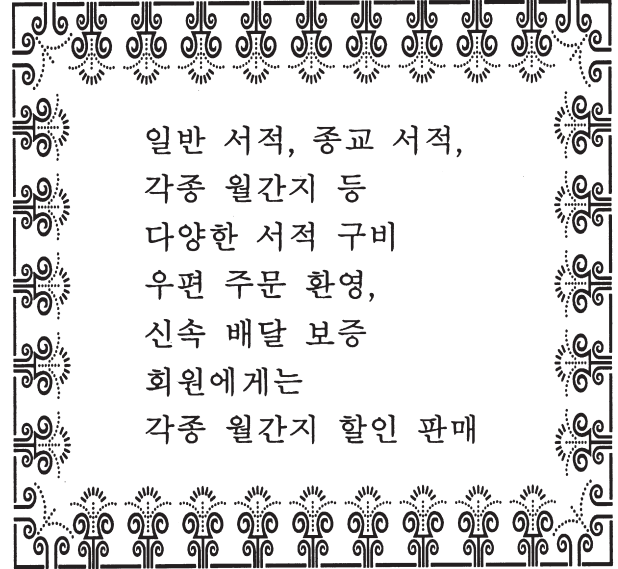 일반 서적, 종교 서적,
각종 월간지 등
다양한 서적 구비
우편 주문 환영,
신속 배달 보증
회원에게는
각종 월간지 할인 판매